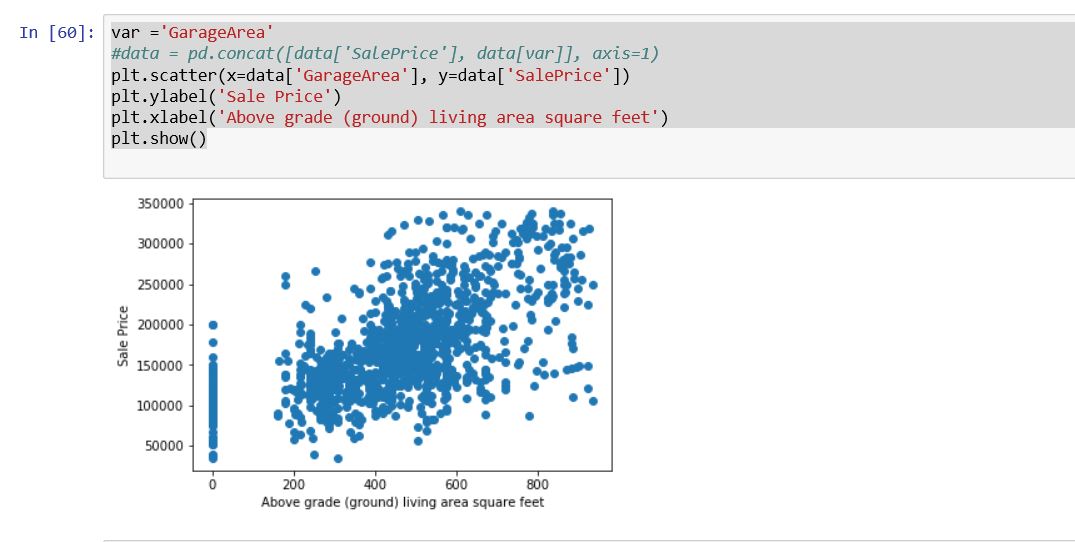 In [60]:
var ='GarageArea'
#data = pd.concat([data['SalePrice'], data[var]], axis=1)
plt.scatter(x=data['GarageArea'], y=data['SalePrice'])
plt.ylabel('Sale Price')
plt.xlabel('Above grade (ground) living area square feet')
plt.show()
350000
300000
250000
200000
150000
100000
50000
Sale Price
0 200 400 600 800
Above grade (ground) living area square feet